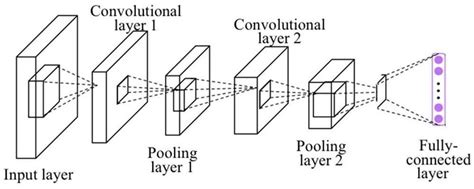 Convolutional
layer 1
Convolutional
layer 2
Input layer
Pooling
layer 1
Pooling
layer 2
Fully-
connected
layer